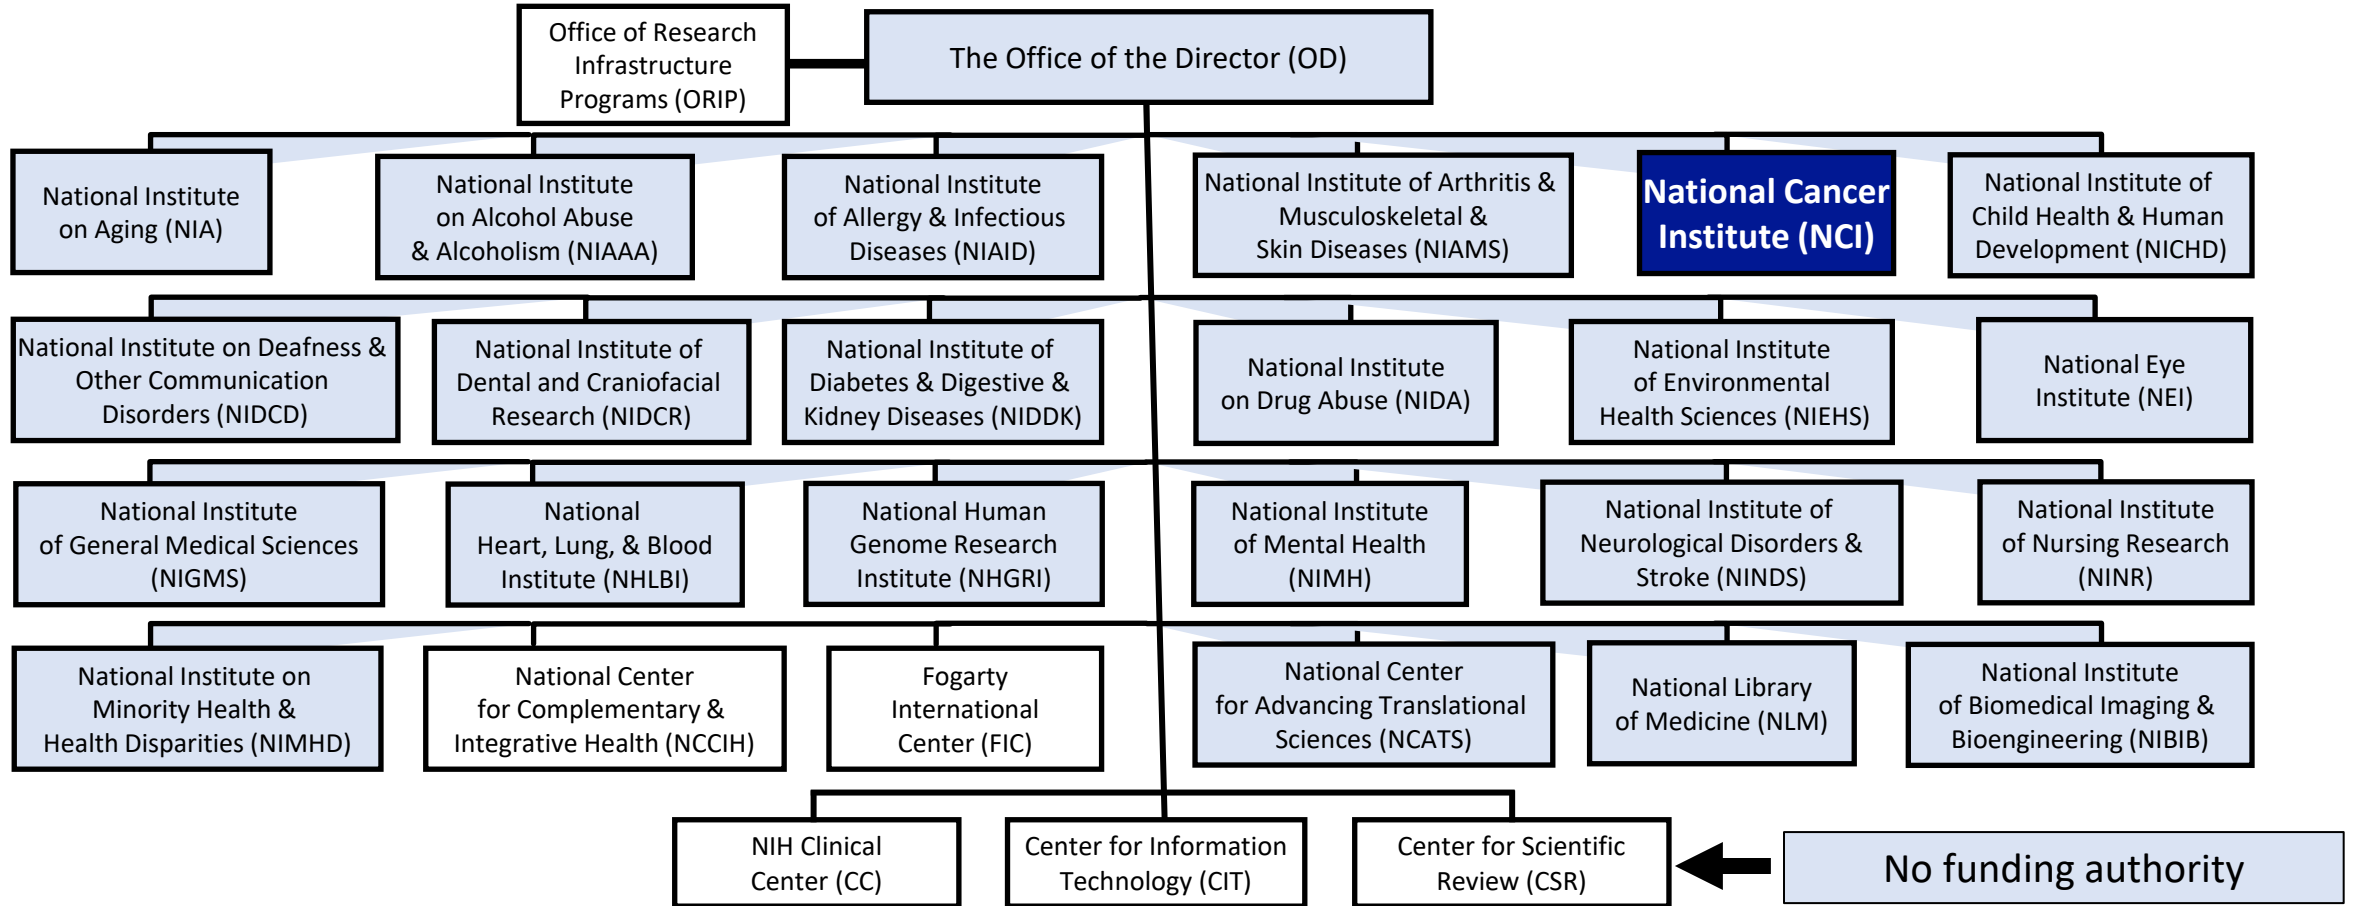 Office of Research
Infrastructure
Programs (ORIP)
The Office of the Director (OD)
National Institute
on Aging (NIA)
National Institute
on Alcohol Abuse
& Alcoholism (NIAAA)
National Institute
of Allergy & Infectious
Diseases (NIAID)
National Institute of Arthritis &
Musculoskeletal &
Skin Diseases (NIAMS)
National Cancer
Institute (NCI)
National Institute of
Child Health & Human
Development (NICHD)
National Institute on Deafness &
Other Communication
Disorders (NIDCD)
National Institute of
Dental and Craniofacial
Research (NIDCR)
National Institute of
Diabetes & Digestive &
Kidney Diseases (NIDDK)
National Institute
on Drug Abuse (NIDA)
National Institute
of Environmental
Health Sciences (NIEHS)
National Eye
Institute (NEI)
National Institute
of General Medical Sciences
(NIGMS)
National
Heart, Lung, & Blood
Institute (NHLBI)
National Human
Genome Research
Institute (NHGRI)
National Institute
of Mental Health
(NIMH)
National Institute of
Neurological Disorders &
Stroke (NINDS)
National Institute
of Nursing Research
(NINR)
National Institute on
Minority Health &
Health Disparities (NIMHD)
National Center
for Complementary &
Integrative Health (NCCIH)
Fogarty
International
Center (FIC)
National Center
for Advancing Translational
Sciences (NCATS)
National Library
of Medicine (NLM)
National Institute
of Biomedical Imaging &
Bioengineering (NIBIB)
NIH Clinical
Center (CC)
Center for Information
Technology (CIT)
Center for Scientific
Review (CSR)
No funding authority